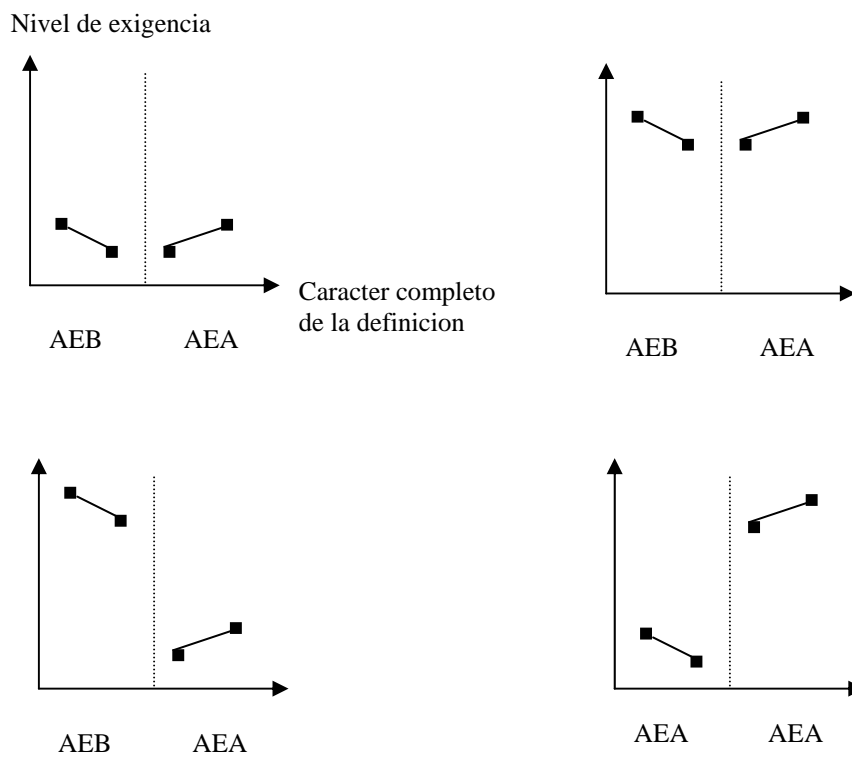 Nivel de exigencia
Caracter completo
de la definicion
AEB AEA
AEB AEA
AEB AEA
AEA AEA